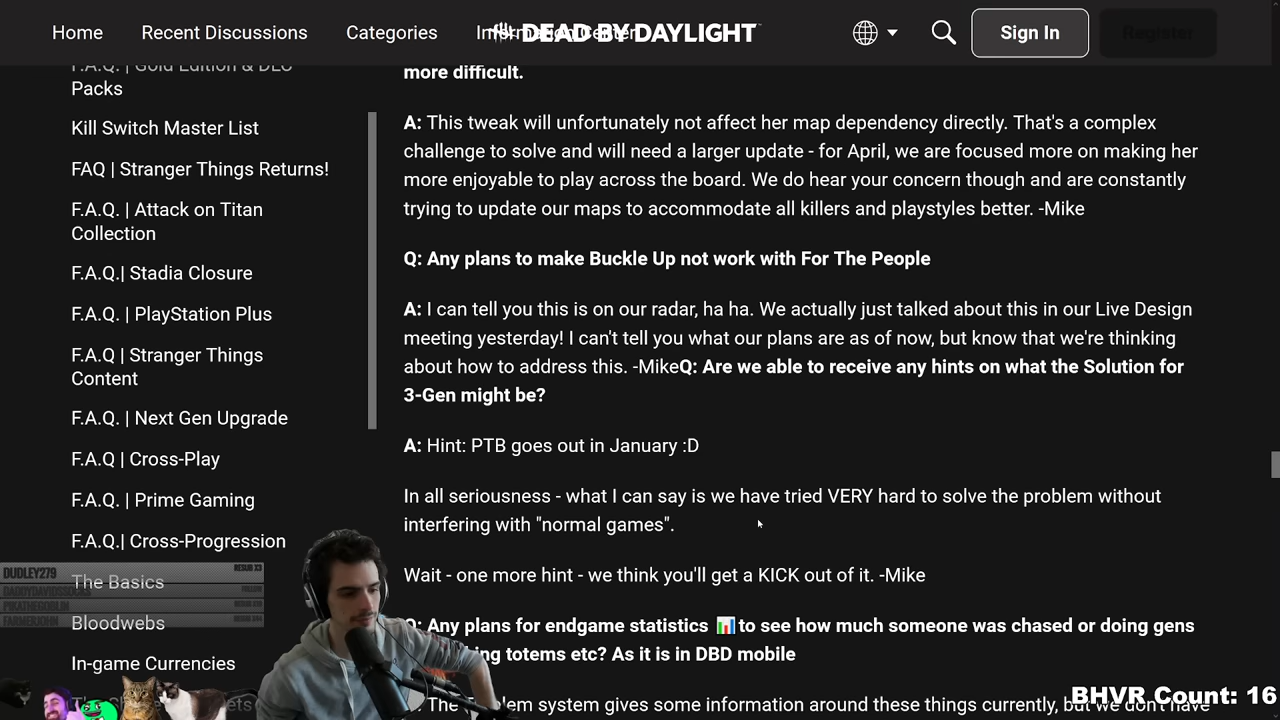 Home
Recent Discussions
Categories
DEAD BY DAYLIGHT
Sign In
Register
F.A.Q. | Gold Edition & DLC
Packs
Kill Switch Master List
FAQ | Stranger Things Returns!
F.A.Q. | Attack on Titan
Collection
F.A.Q.| Stadia Closure
F.A.Q. | PlayStation Plus
F.A.Q | Stranger Things
Content
F.A.Q. | Next Gen Upgrade
F.A.Q | Cross-Play
F.A.Q. | Prime Gaming
F.A.Q.| Cross-Progression
The Basics
Bloodwebs
In-game Currencies
more difficult.
A: This tweak will unfortunately not affect her map dependency directly. That's a complex
challenge to solve and will need a larger update - for April, we are focused more on making her
more enjoyable to play across the board. We do hear your concern though and are constantly
trying to update our maps to accommodate all killers and playstyles better. -Mike
Q: Any plans to make Buckle Up not work with For The People
A: I can tell you this is on our radar, ha ha. We actually just talked about this in our Live Design
meeting yesterday! I can't tell you what our plans are as of now, but know that we're thinking
about how to address this. -MikeQ: Are we able to receive any hints on what the Solution for
3-Gen might be?
A: Hint: PTB goes out in January :D
In all seriousness - what I can say is we have tried VERY hard to solve the problem without
interfering with "normal games".
Wait - one more hint - we think you'll get a KICK out of it. -Mike
Q: Any plans for endgame statistics 📊 to see how much someone was chased or doing gens
totems etc? As it is in DBD mobile
system gives some information around these things currently, but we don't have
DUDLEY279
RESUB X3
PIKATHEGOBLIN
FARMERJOHN
BHVR Count: 16